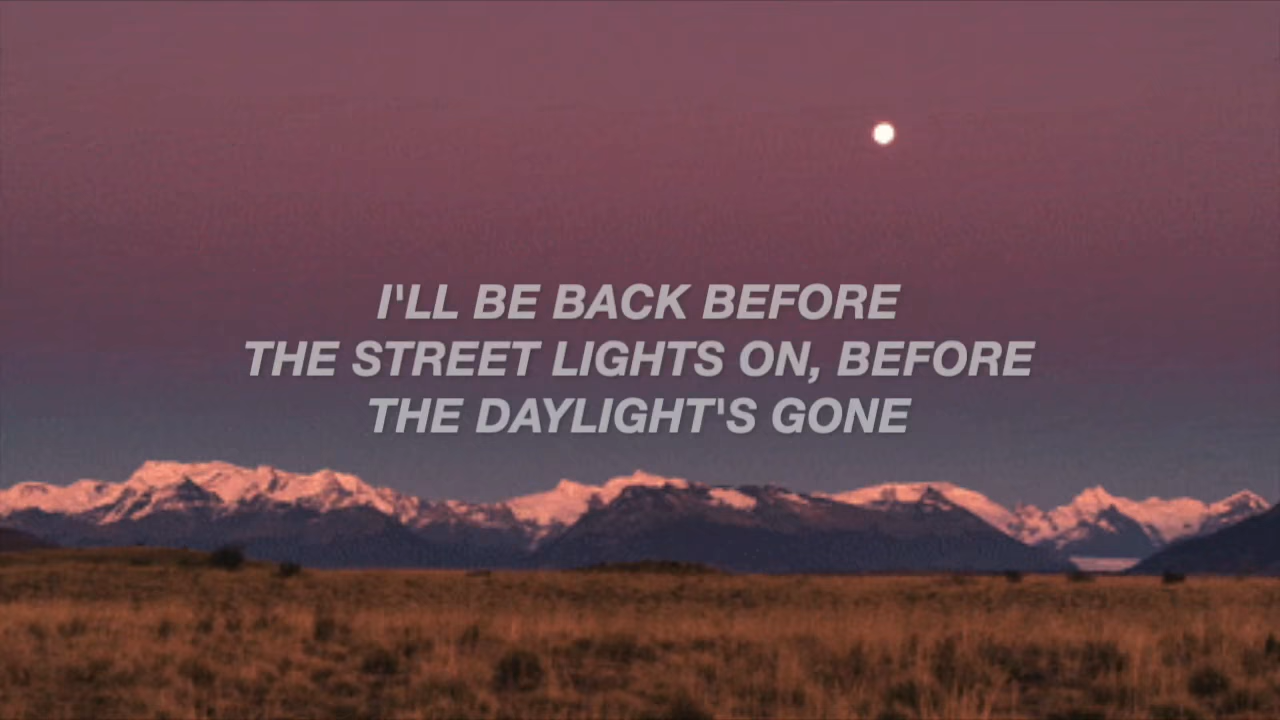 I'LL BE BACK BEFORE
THE STREET LIGHTS ON, BEFORE
THE DAYLIGHT'S GONE